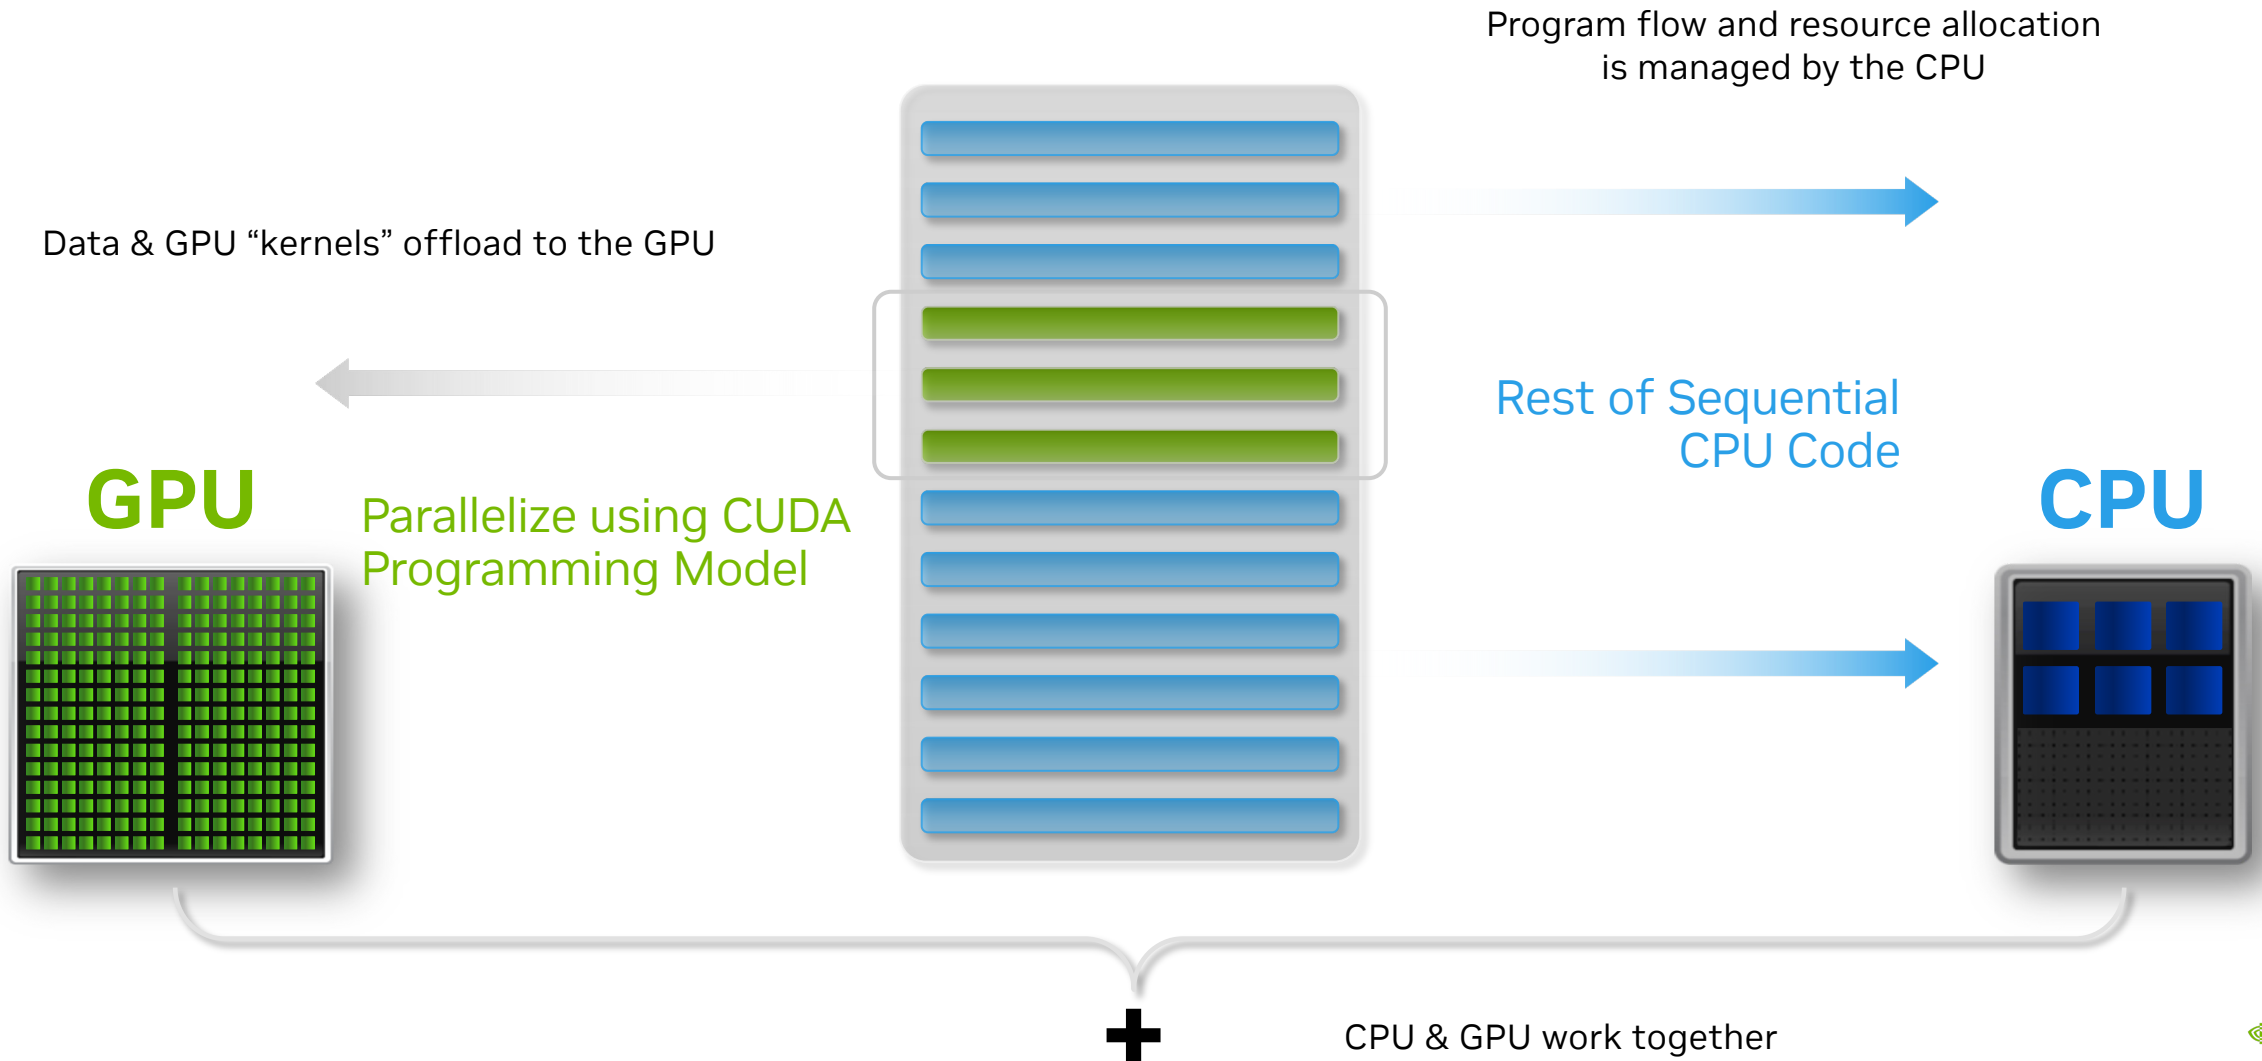 Program flow and resource allocation
is managed by the CPU
Data & GPU “kernels” offload to the GPU
Rest of Sequential
CPU Code
GPU
Parallelize using CUDA
Programming Model
CPU
+
CPU & GPU work together